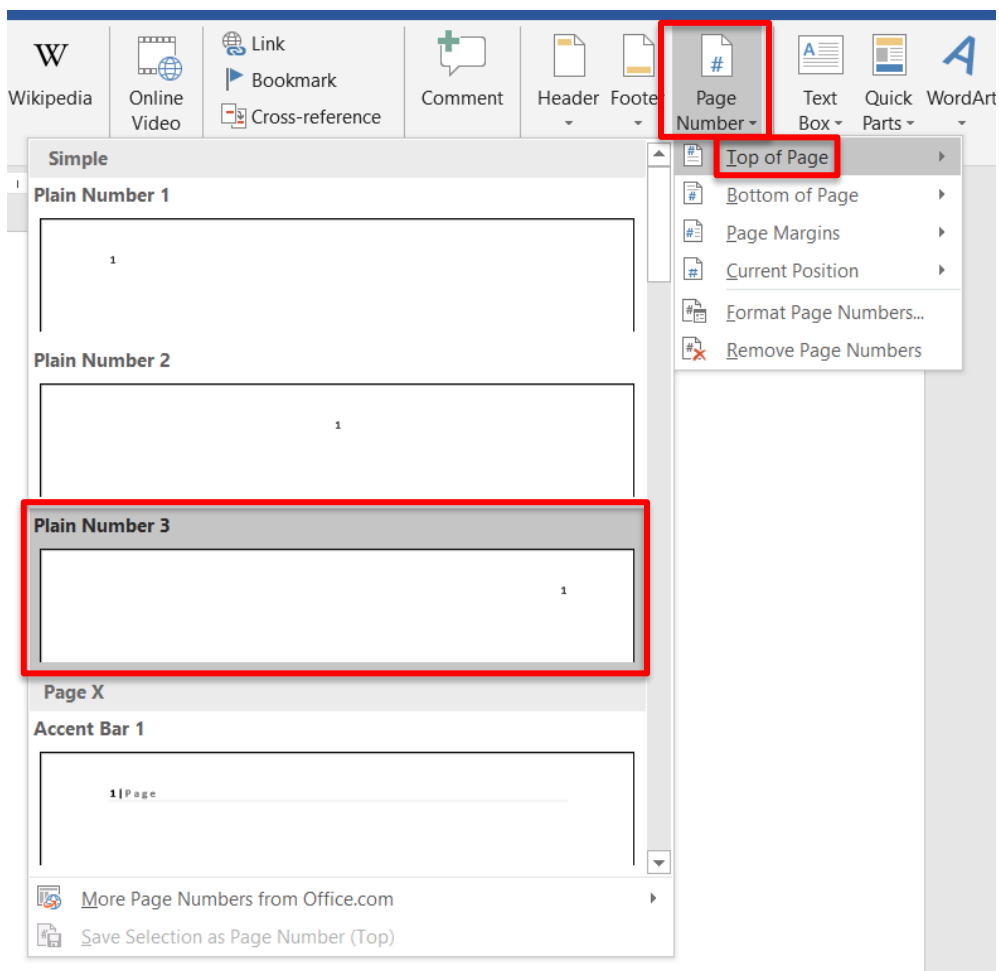 W
Wikipedia
Online
Video
Link
Bookmark
Cross-reference
Comment
Header
Footer
#
Page
Number
A
Text
Box
Quick
Parts
A
WordArt
Simple
Plain Number 1
1
Plain Number 2
1
Plain Number 3
1
Page X
Accent Bar 1
1 | Page
More Page Numbers from Office.com
Save Selection as Page Number (Top)
Top of Page
Bottom of Page
Page Margins
Current Position
Format Page Numbers...
Remove Page Numbers